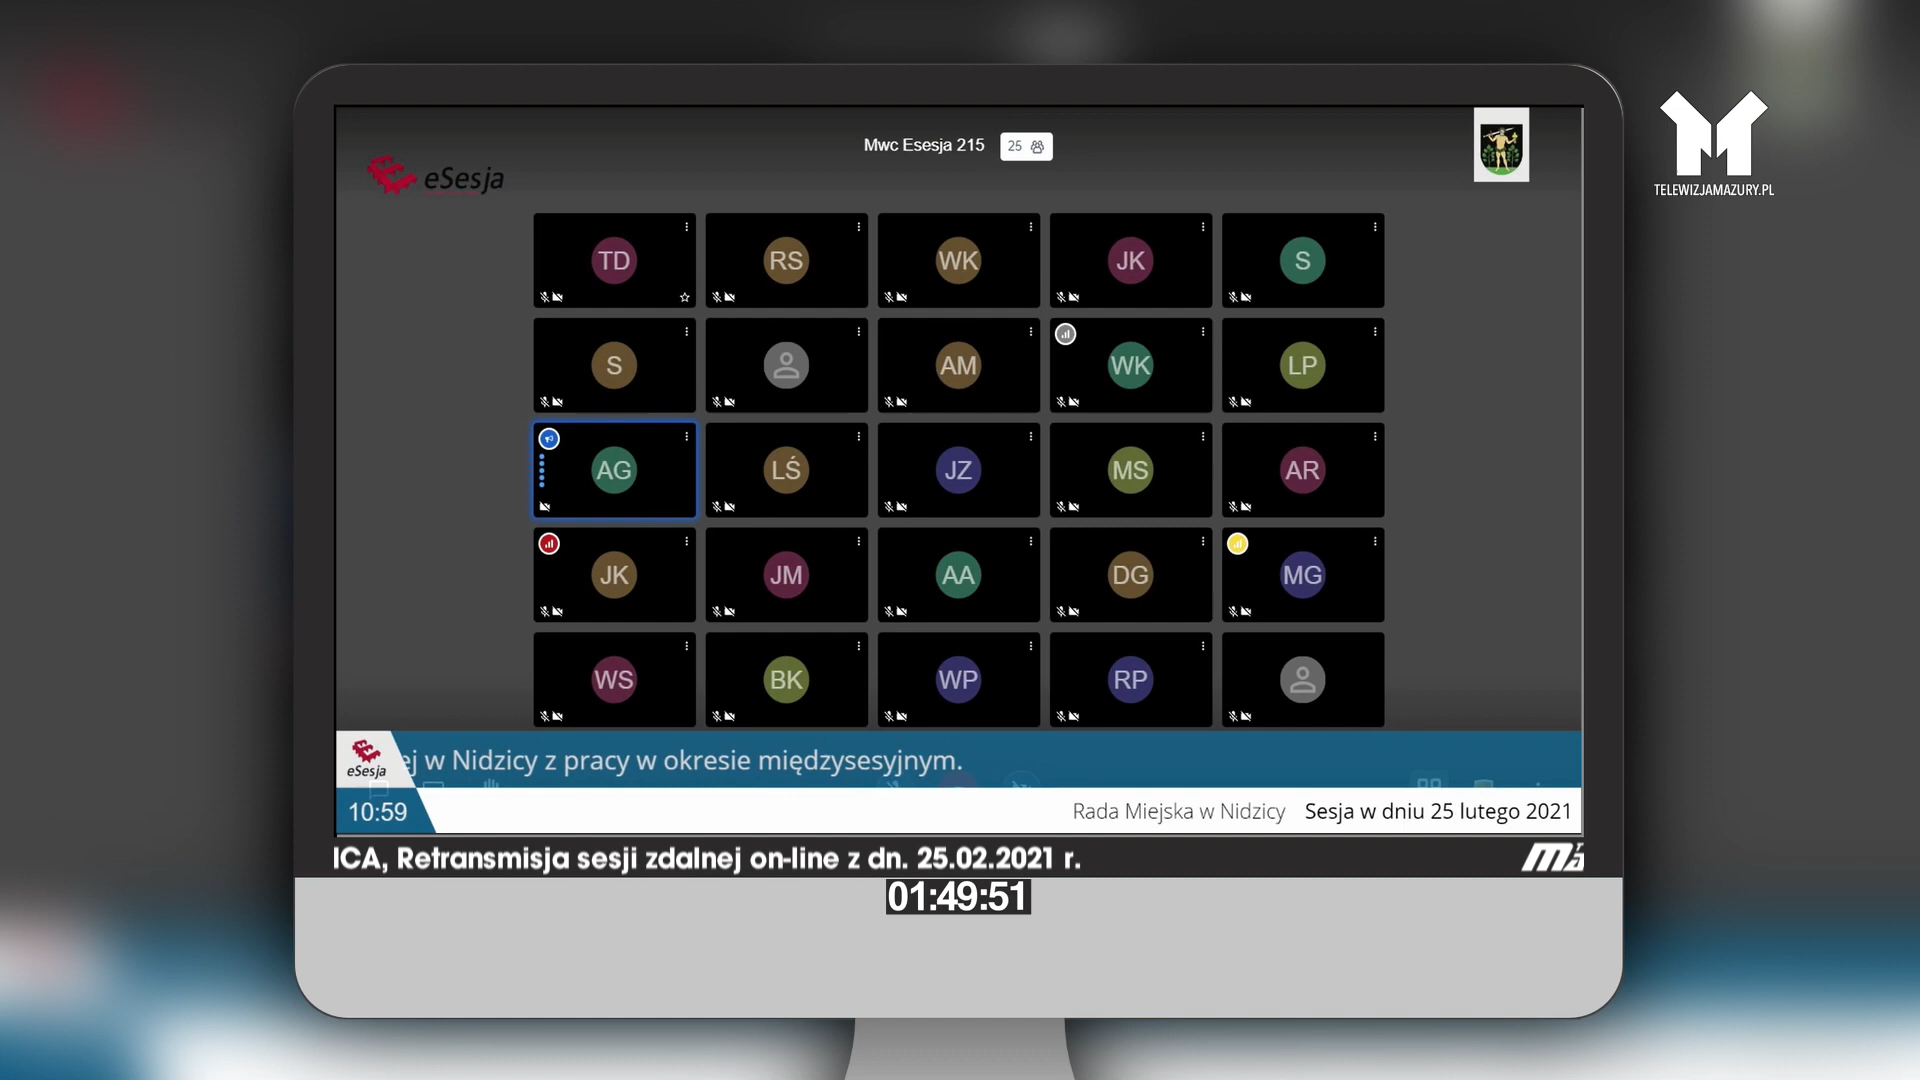 Mwc Esesja 215 25
eSesja
TELEWIZJAMAZURY.PL
TD RS WK JK S
S AM WK LP
AG LŚ JZ MS AR
JK JM AA DG MG
WS BK WP RP
ej w Nidzicy z pracy w okresie międzysesyjnym.
eSesja
10:59
Rada Miejska w Nidzicy Sesja w dniu 25 lutego 2021
ICA, Retransmisja sesji zdalnej on-line z dn. 25.02.2021 r.
01:49:51